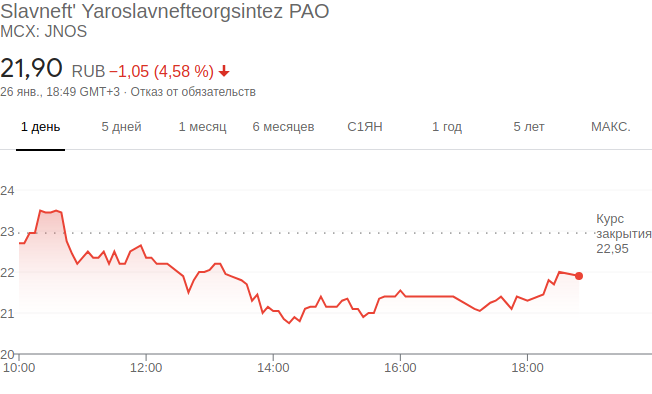 Slavneft' Yaroslavnefteorgsintez PAO
MCX: JNOS
21,90 RUB −1,05 (4,58 %)
26 янв., 18:49 GMT+3 · Отказ от обязательств
1 день 5 дней 1 месяц 6 месяцев С1ЯН 1 год 5 лет МАКС.
24
Курс
23 закрытия
22,95
22
21
20
10:00 12:00 14:00 16:00 18:00